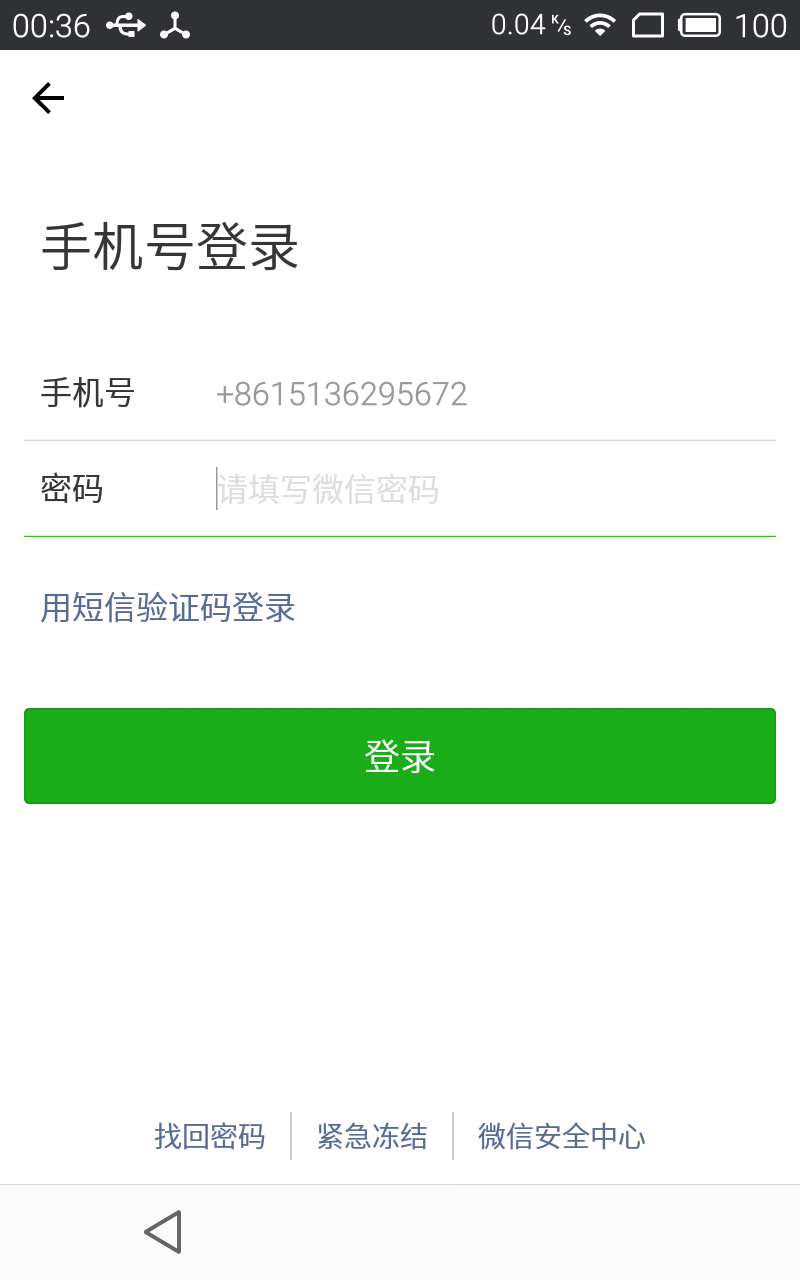 00:36 0.04 K/s 100
手机号登录
手机号 +8615136295672
密码 请填写微信密码
用短信验证码登录
登录
找回密码 紧急冻结 微信安全中心